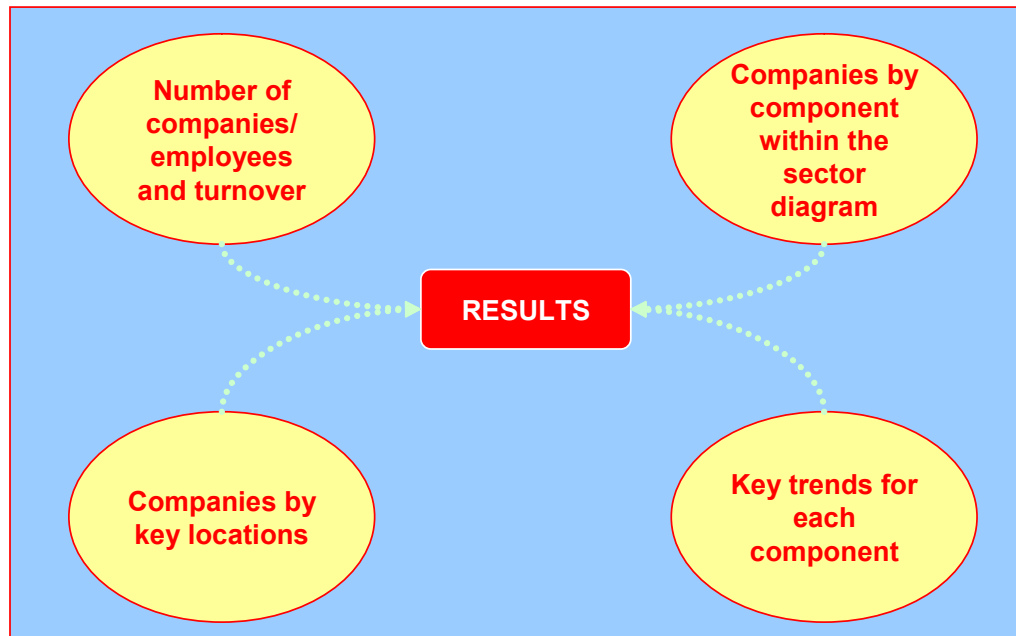 Number of
companies/
employees
and turnover
Companies by
component
within the
sector
diagram
RESULTS
Companies by
key locations
Key trends for
each
component